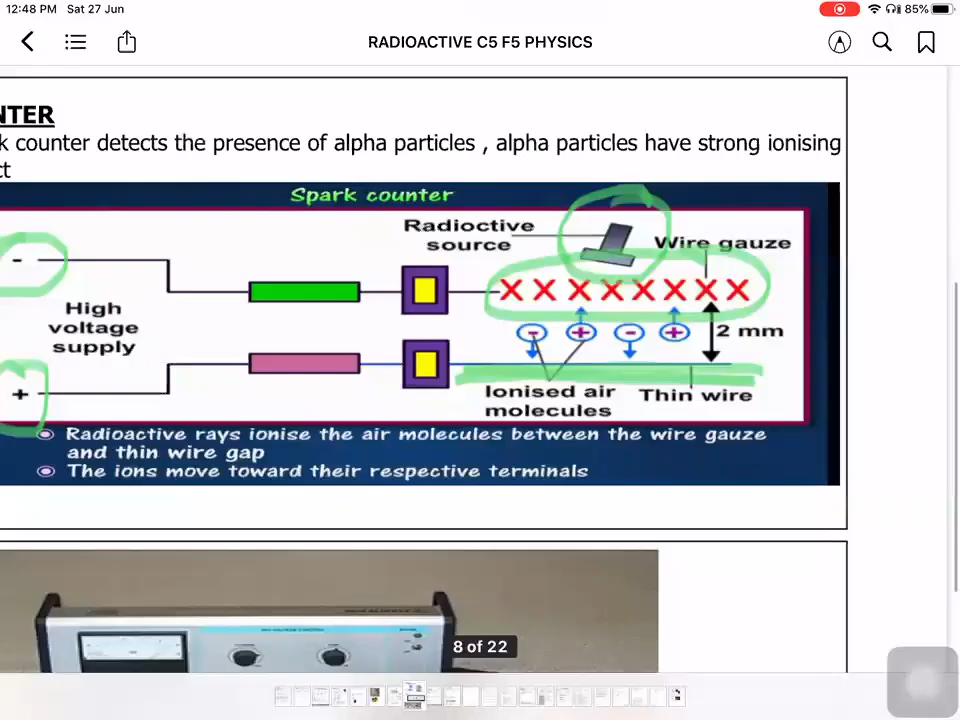 12:48 PM Sat 27 Jun
85%
RADIOACTIVE C5 F5 PHYSICS
NTER
k counter detects the presence of alpha particles , alpha particles have strong ionising
ct
Spark counter
Radioctive
source
Wire gauze
-
High
voltage
supply
X X X X X X X X
- + - +
2 mm
+
Ionised air
molecules
Thin wire
Radioactive rays ionise the air molecules between the wire gauze
and thin wire gap
The ions move toward their respective terminals
8 of 22